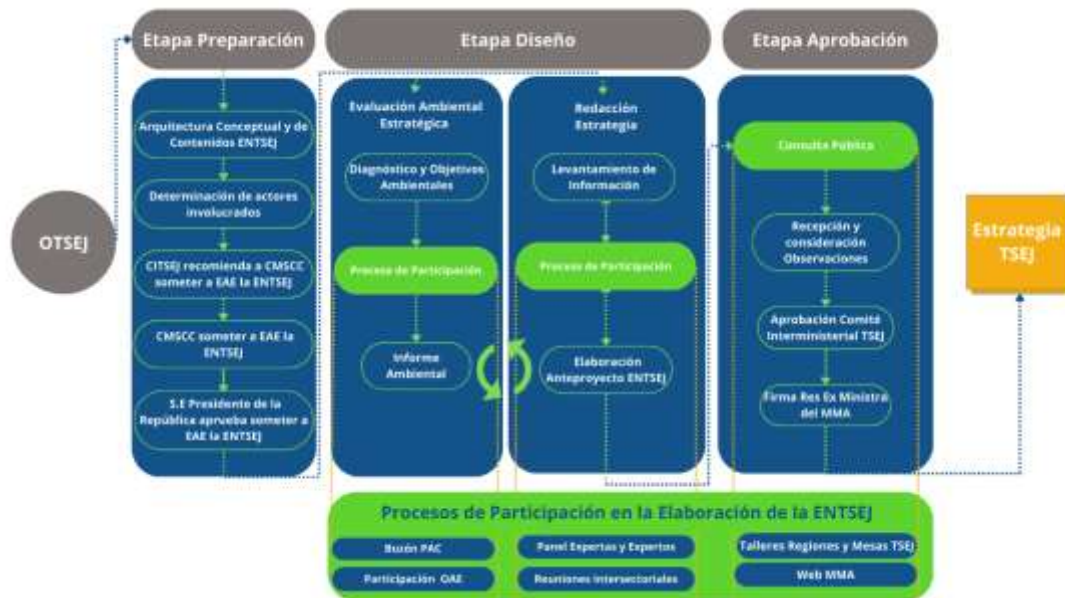 Etapa Preparación
Etapa Diseño
Etapa Aprobación
OTSEJ
Arquitectura Conceptual y de
Contenidos ENTSEJ
Determinación de actores
involucrados
CITSEJ recomienda a CMSCC
someter a EAE la ENTSEJ
CMSCC someter a EAE la
ENTSEJ
S.E Presidente de la
República aprueba someter a
EAE la ENTSEJ
Evaluación Ambiental
Estratégica
Diagnóstico y Objetivos
Ambientales
Proceso de Participación
Informe
Ambiental
Redacción
Estrategia
Levantamiento de
Información
Proceso de Participación
Elaboración
Anteproyecto ENTSEJ
Consulta Pública
Recepción y
consideración
Observaciones
Aprobación Comité
Interministerial TSEJ
Firma Res Ex Ministra
del MMA
Estrategia
TSEJ
Procesos de Participación en la Elaboración de la ENTSEJ
Buzón PAC
Panel Expertas y Expertos
Talleres Regiones y Mesas TSEJ
Participación OAE
Reuniones Intersectoriales
Web MMA